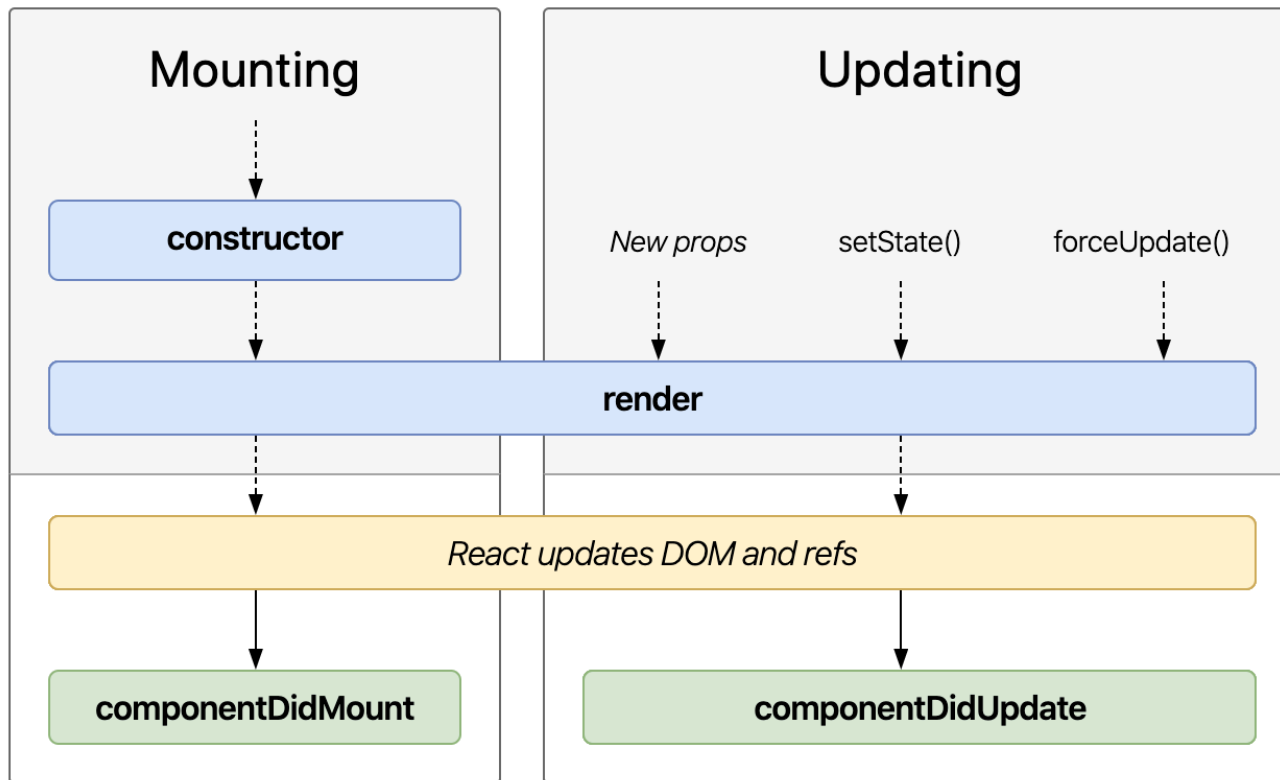 Mounting
Updating
constructor
New props
setState()
forceUpdate()
render
React updates DOM and refs
componentDidMount
componentDidUpdate